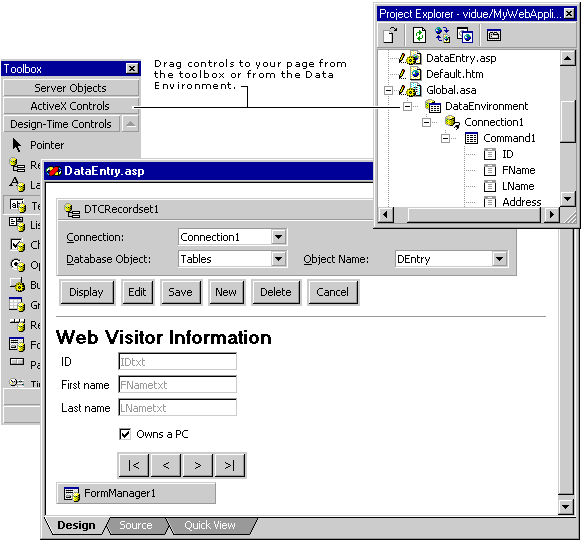 Project Explorer - vidue/MyWebAppli...
DataEntry.asp
Default.htm
Global.asa
DataEnvironment
Connection1
Command1
ID
FName
LName
Address
Drag controls to your page from
the toolbox or from the Data
Environment.
Toolbox
Server Objects
ActiveX Controls
Design-Time Controls
Pointer
Re
La
Te
Lis
Ch
Op
Bu
Gr
Re
Fo
Pa
Tim
DataEntry.asp
DTCRecordset1
Connection: Connection1
Database Object: Tables Object Name: DEntry
Display Edit Save New Delete Cancel
Web Visitor Information
ID IDtxt
First name FNametxt
Last name LNametxt
Owns a PC
|< < > >|
FormManager1
Design Source Quick View